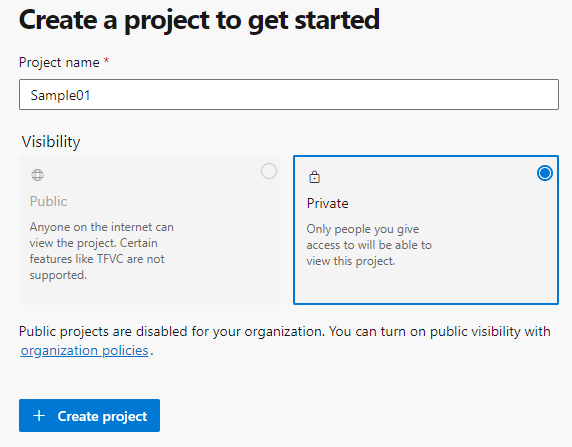 Create a project to get started
Project name *
Sample01
Visibility
Public
Anyone on the internet can
view the project. Certain
features like TFVC are not
supported.
Private
Only people you give
access to will be able to
view this project.
Public projects are disabled for your organization. You can turn on public visibility with
organization policies.
+ Create project